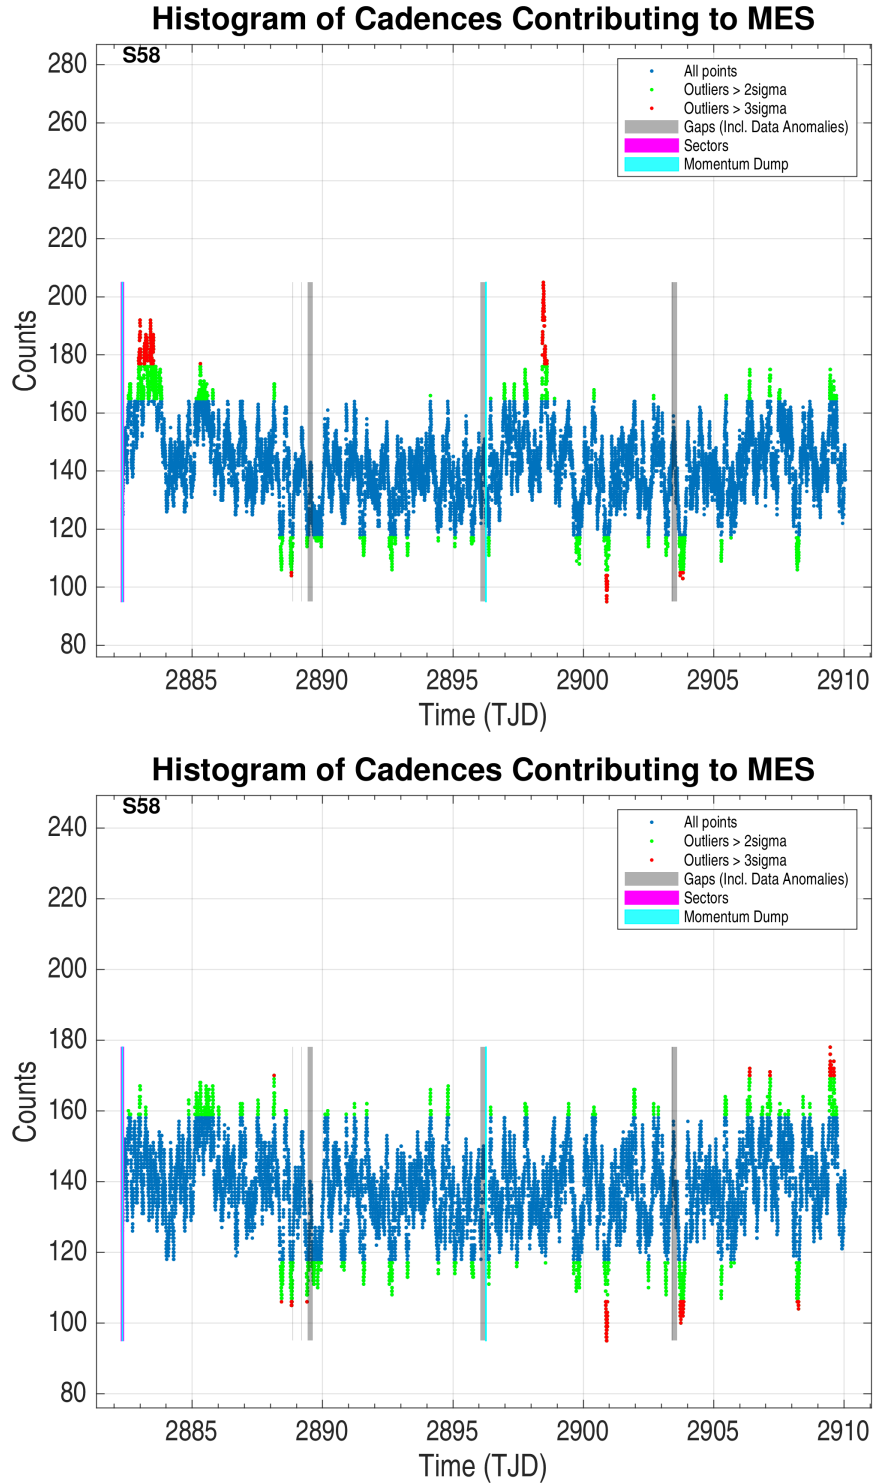 Histogram of Cadences Contributing to MES
S58
280
260
240
220
200
180
160
140
120
100
80
Counts
All points
Outliers > 2sigma
Outliers > 3sigma
Gaps (Incl. Data Anomalies)
Sectors
Momentum Dump
2885 2890 2895 2900 2905 2910
Time (TJD)
Histogram of Cadences Contributing to MES
S58
240
220
200
180
160
140
120
100
80
Counts
All points
Outliers > 2sigma
Outliers > 3sigma
Gaps (Incl. Data Anomalies)
Sectors
Momentum Dump
2885 2890 2895 2900 2905 2910
Time (TJD)